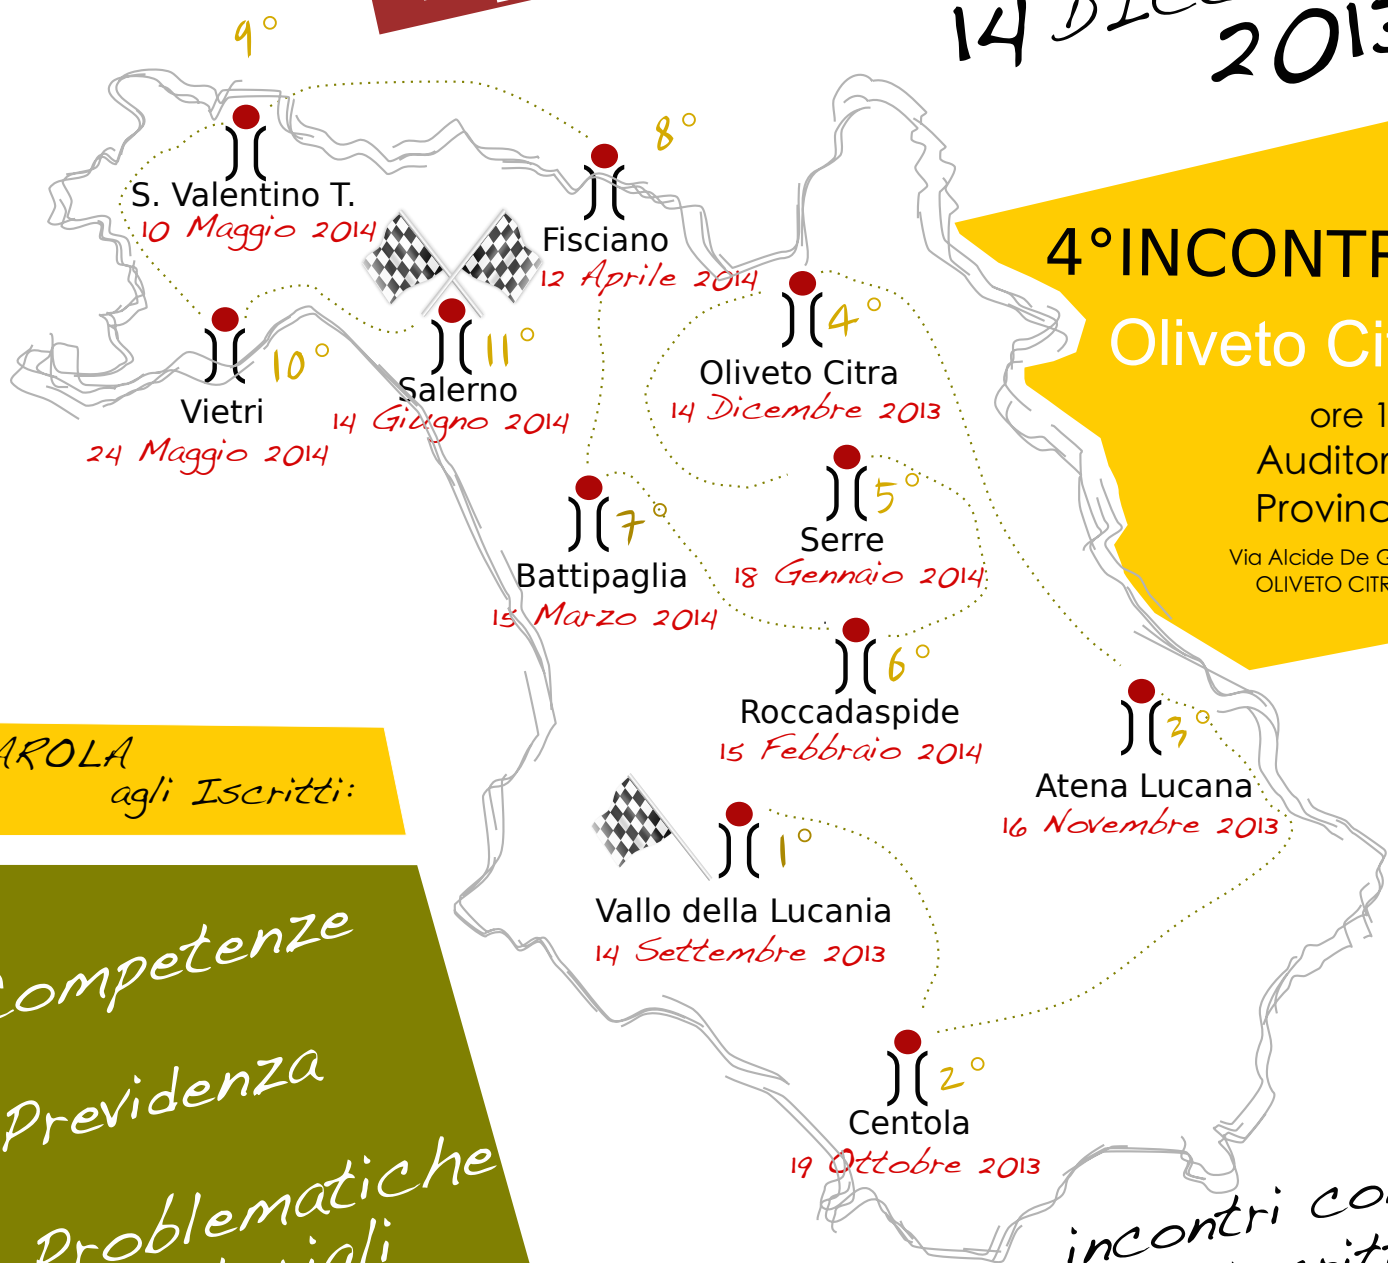 14
2013
9°
8°
S. Valentino T.
10 Maggio 2014
Fisciano
12 Aprile 2014
4°INCONTR
Oliveto Ci
4°
10°
11°
Oliveto Citra
14 Dicembre 2013
Salerno
14 Giugno 2014
Vietri
24 Maggio 2014
ore 1
Auditor
Provinc
Via Alcide De G
OLIVETO CITR
5°
Serre
18 Gennaio 2014
7°
Battipaglia
15 Marzo 2014
6°
Roccadaspide
15 Febbraio 2014
3°
Atena Lucana
16 Novembre 2013
AROLA
agli Iscritti:
1°
Vallo della Lucania
14 Settembre 2013
Competenze
Previdenza
Problematiche
2°
Centola
19 Ottobre 2013
incontri co